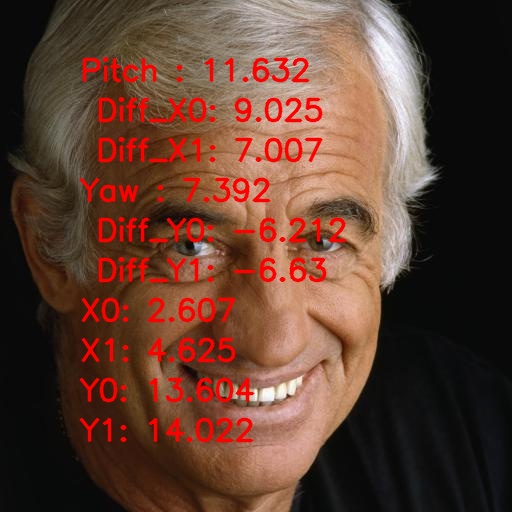 Pitch : 11.632
Diff_X0: 9.025
Diff_X1: 7.007
Yaw : 7.392
Diff_Y0: -6.212
Diff_Y1: -6.63
X0: 2.607
X1: 4.625
Y0: 13.604
Y1: 14.022